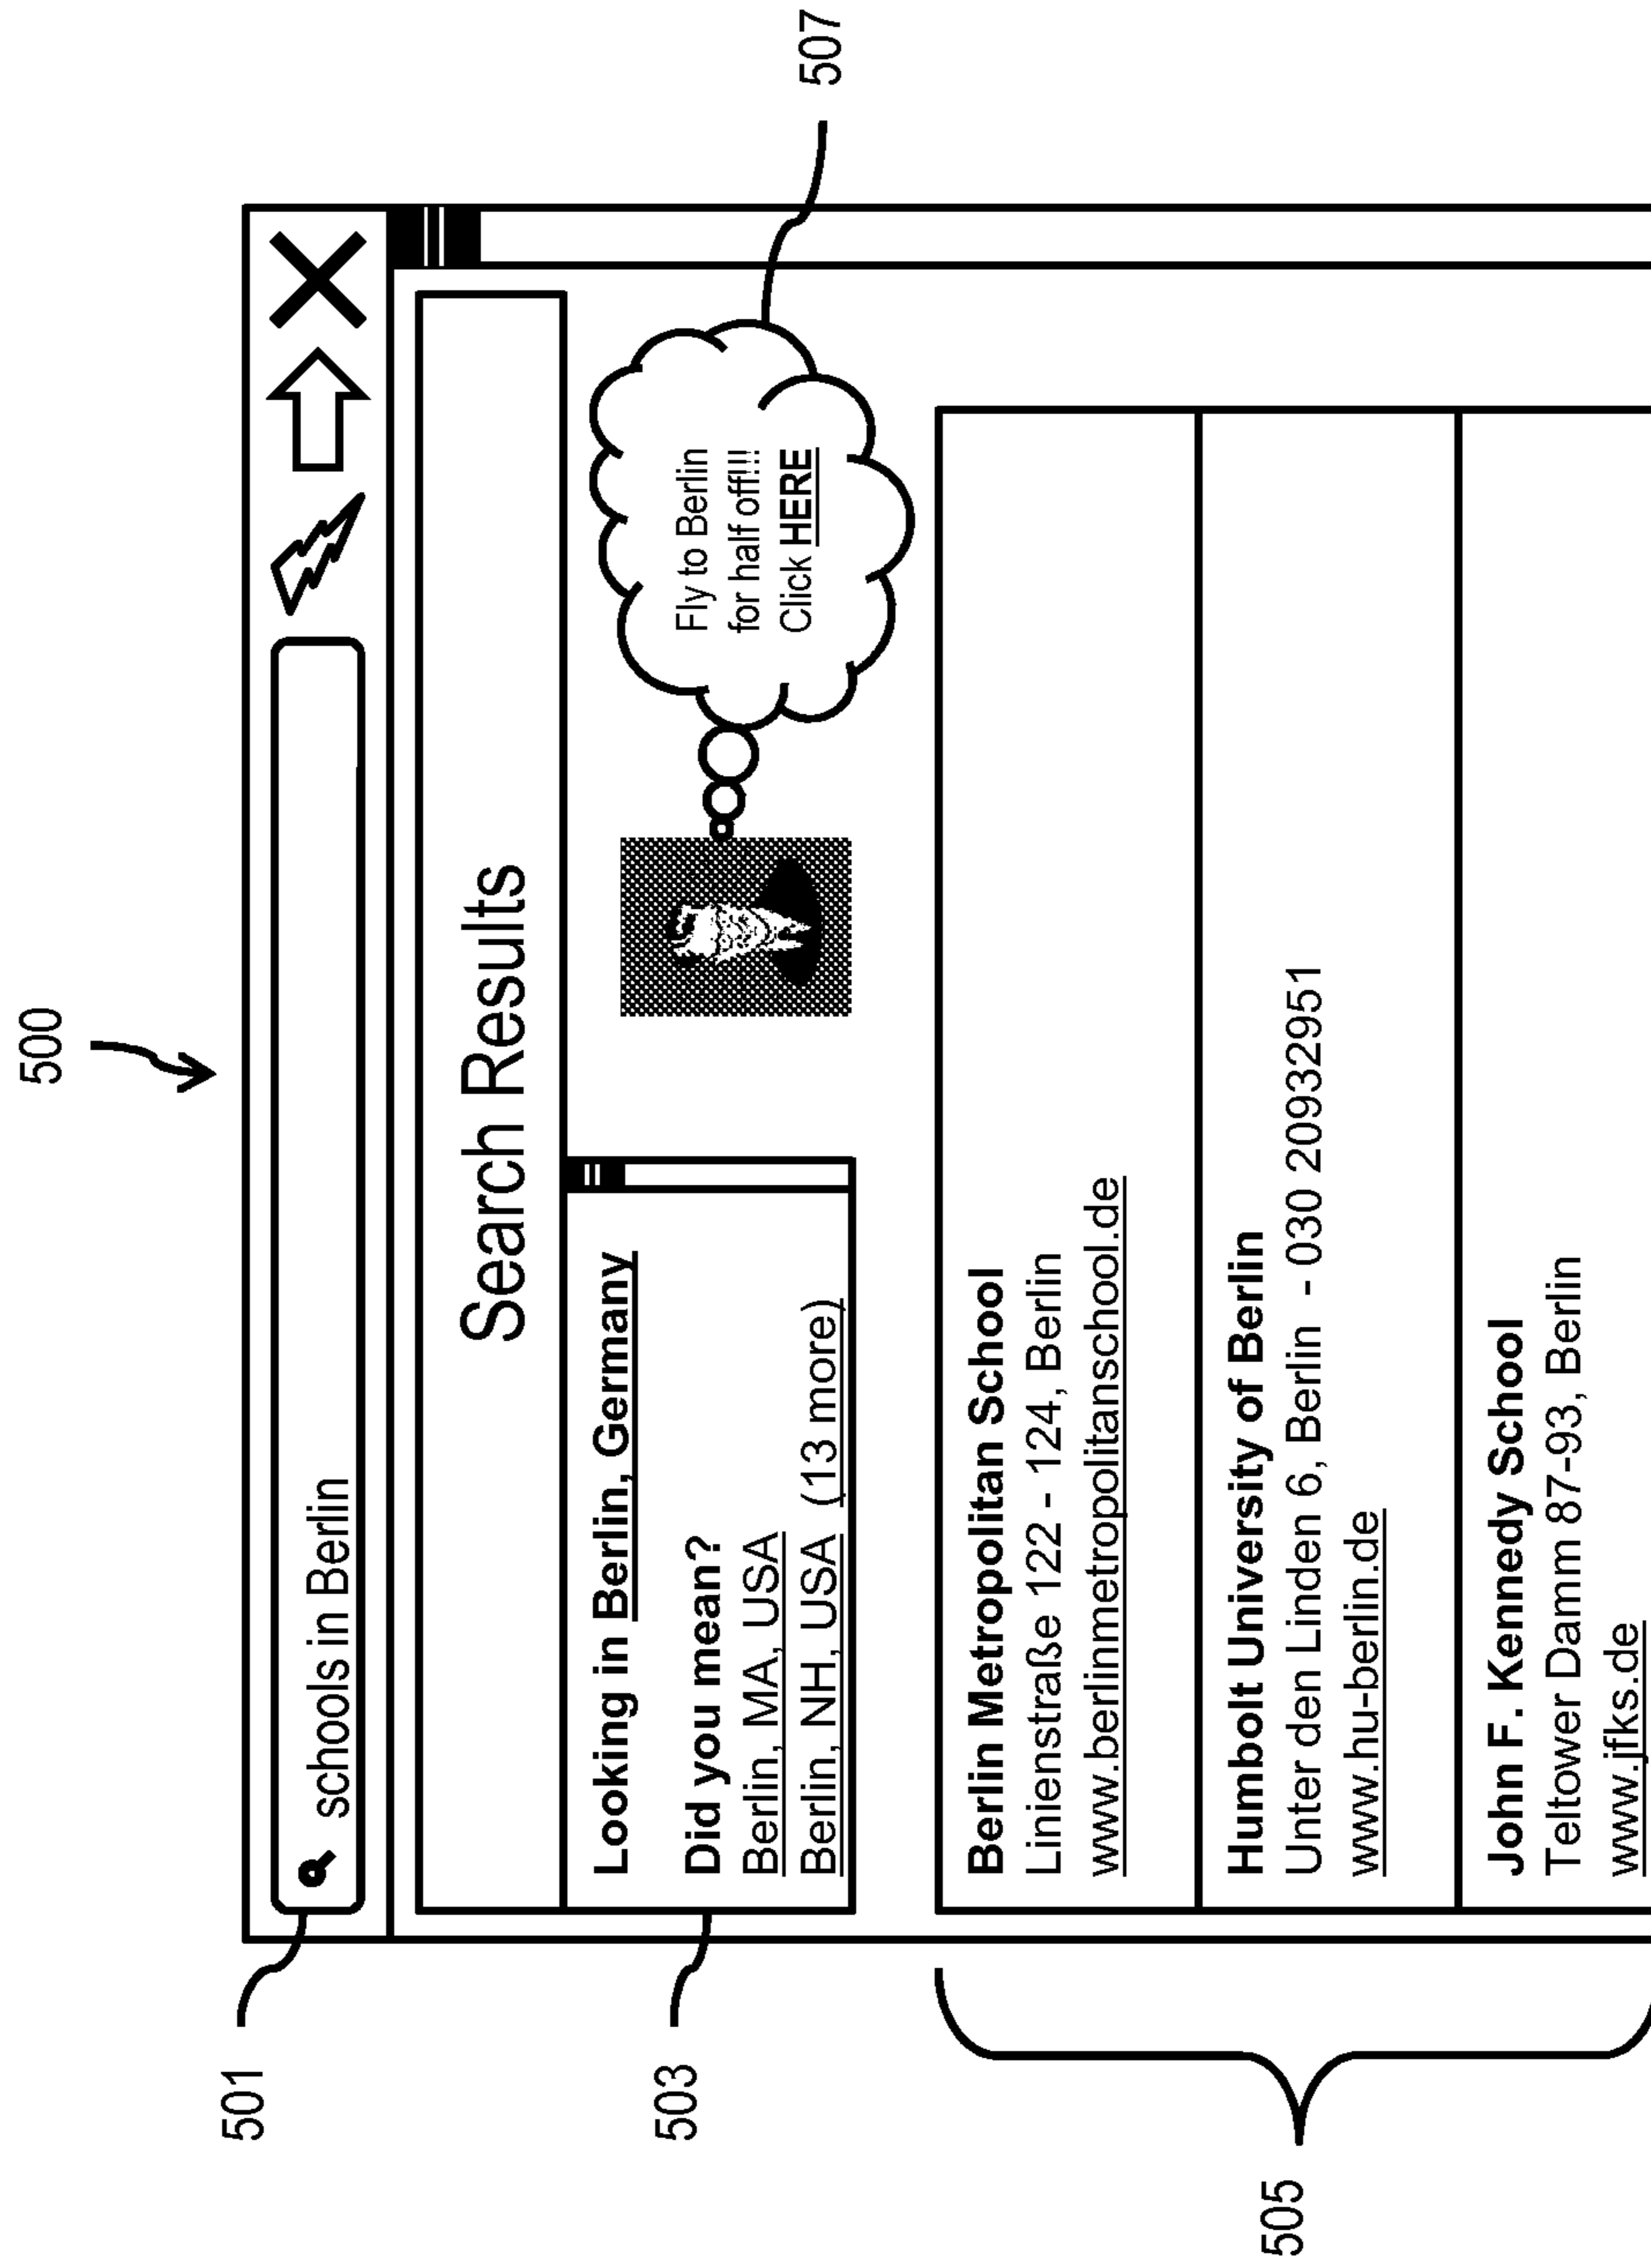 500
501
schools in Berlin
Search Results
503
Looking in Berlin, Germany
Did you mean?
Berlin, MA, USA
Berlin, NH, USA (13 more)
Fly to Berlin
for half off!!!
Click HERE
507
505
Berlin Metropolitan School
Linienstraße 122 - 124, Berlin
www.berlinmetropolitanschool.de
Humbolt University of Berlin
Unter den Linden 6, Berlin - 030 20932951
www.hu-berlin.de
John F. Kennedy School
Teltower Damm 87-93, Berlin
www.jfks.de